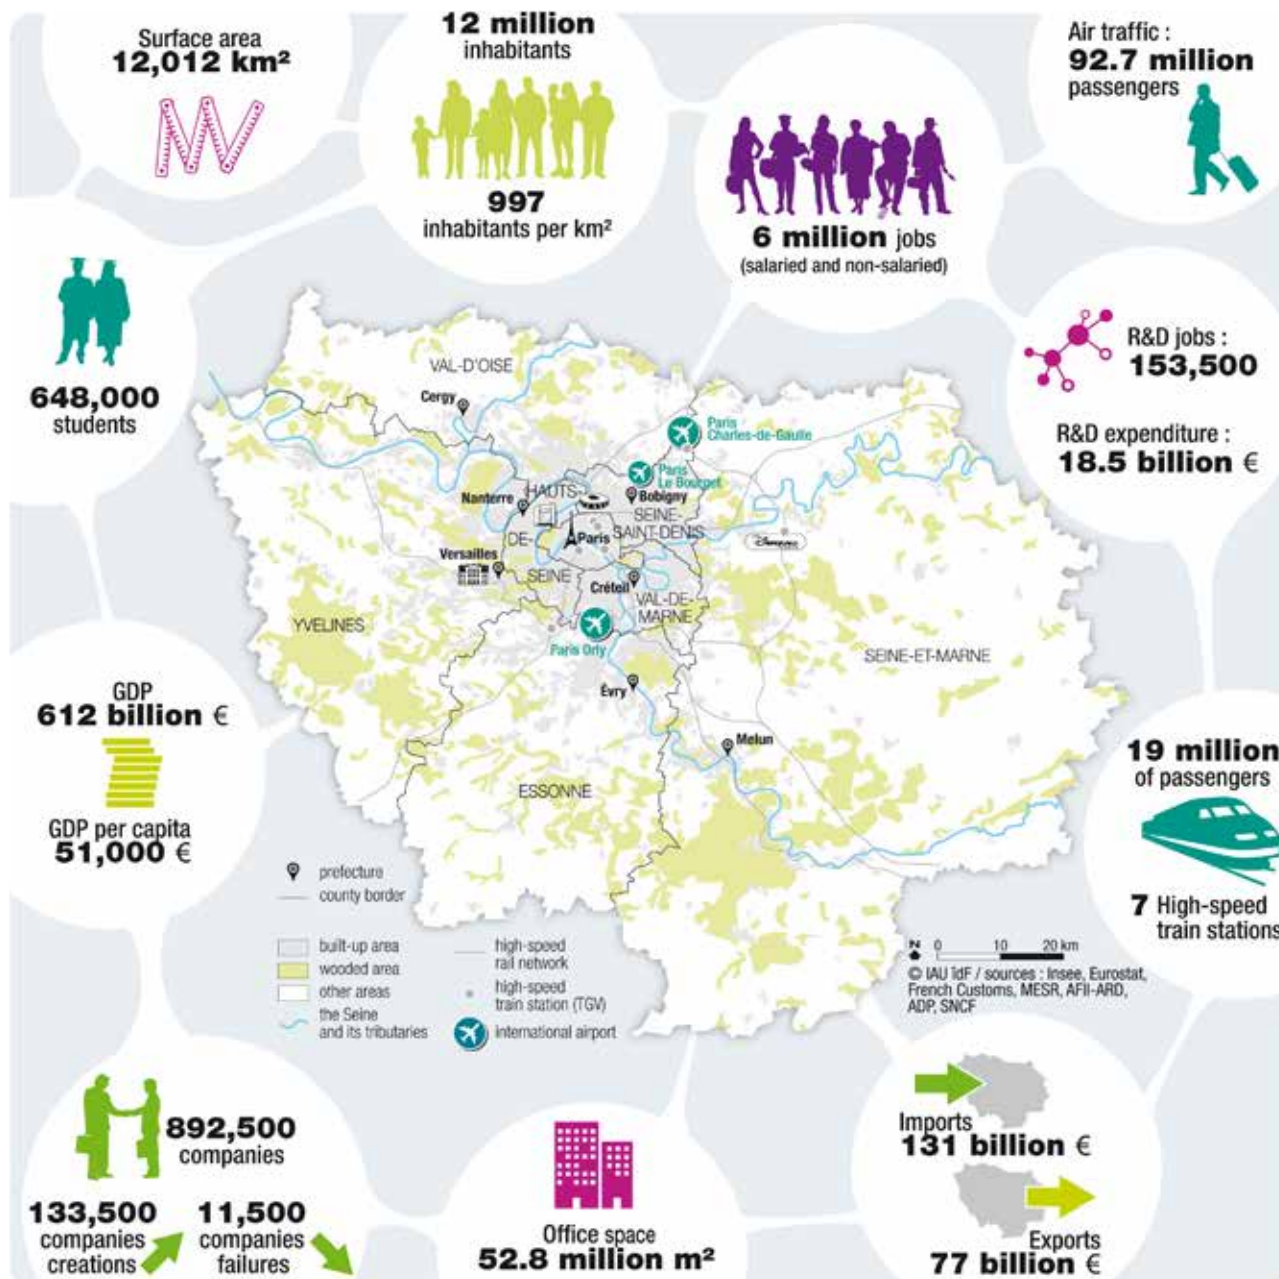 Surface area
12,012 km²
12 million
inhabitants
997
inhabitants per km²
6 million jobs
(salaried and non-salaried)
Air traffic :
92.7 million
passengers
648,000
students
R&D jobs :
153,500
R&D expenditure :
18.5 billion €
VAL-D'OISE
Cergy
Paris
Charles-de-Gaulle
Paris
Le Bourget
Nanterre
HAUTS-
Bobigny
SEINE-
SAINT-DENIS
DE-
Paris
Versailles
SEINE
Créteil
VAL-DE-
MARNE
YVELINES
Paris Orly
SEINE-ET-MARNE
Évry
Melun
ESSONNE
GDP
612 billion €
GDP per capita
51,000 €
19 million
of passengers
7 High-speed
train stations
prefecture
county border
built-up area
wooded area
other areas
the Seine
and its tributaries
high-speed
rail network
high-speed
train station (TGV)
international airport
N 0 10 20 km
© IAU îdF / sources : Insee, Eurostat,
French Customs, MESR, AFII-ARD,
ADP, SNCF
892,500
companies
133,500
companies
creations
11,500
companies
failures
Office space
52.8 million m²
Imports
131 billion €
Exports
77 billion €